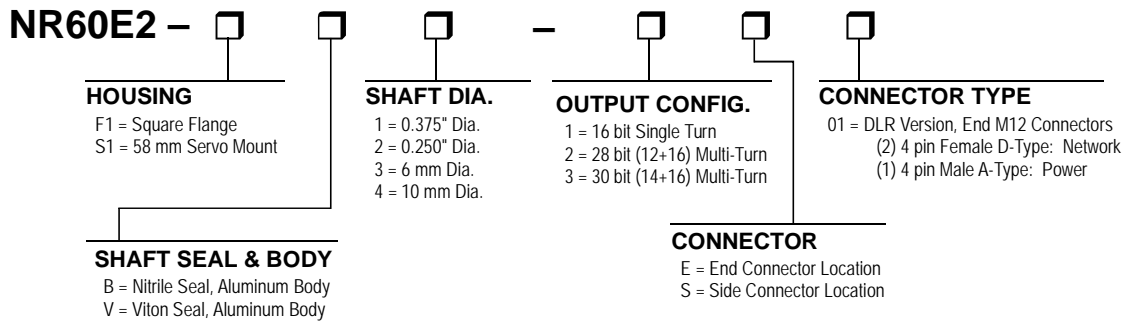 NR60E2 – –
HOUSING
F1 = Square Flange
S1 = 58 mm Servo Mount
SHAFT DIA.
1 = 0.375" Dia.
2 = 0.250" Dia.
3 = 6 mm Dia.
4 = 10 mm Dia.
OUTPUT CONFIG.
1 = 16 bit Single Turn
2 = 28 bit (12+16) Multi-Turn
3 = 30 bit (14+16) Multi-Turn
CONNECTOR TYPE
01 = DLR Version, End M12 Connectors
(2) 4 pin Female D-Type: Network
(1) 4 pin Male A-Type: Power
SHAFT SEAL & BODY
B = Nitrile Seal, Aluminum Body
V = Viton Seal, Aluminum Body
CONNECTOR
E = End Connector Location
S = Side Connector Location